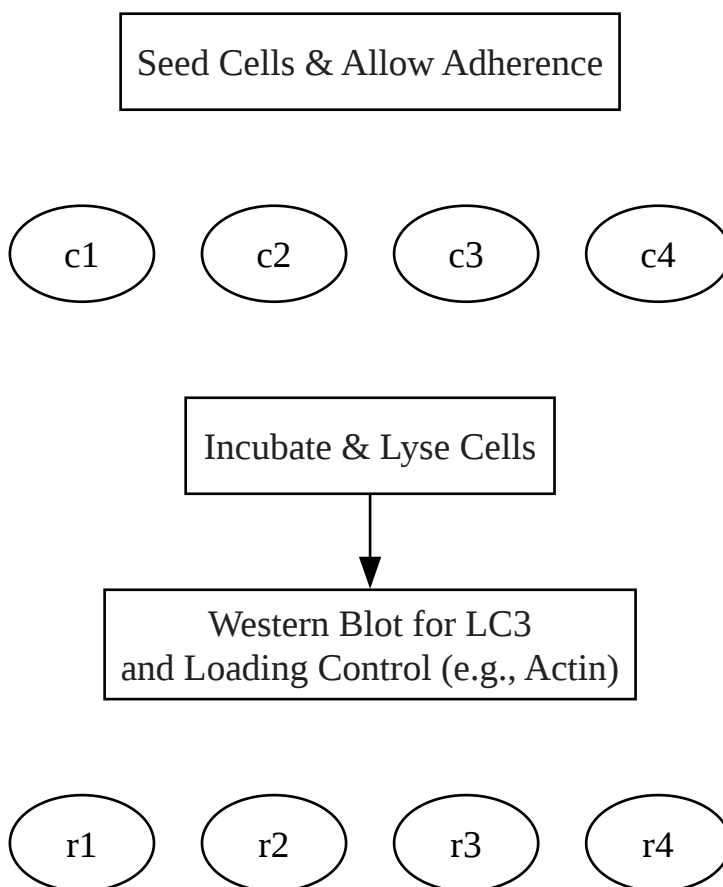 Seed Cells & Allow Adherence
c1 c2 c3 c4
Incubate & Lyse Cells
Western Blot for LC3
and Loading Control (e.g., Actin)
r1 r2 r3 r4